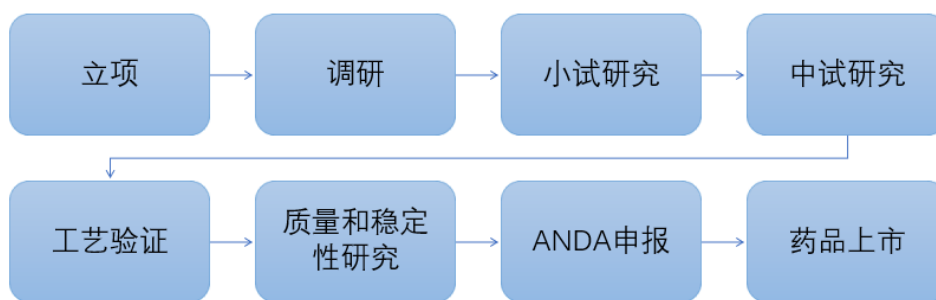 立项
调研
小试研究
中试研究
工艺验证
质量和稳定
性研究
ANDA申报
药品上市